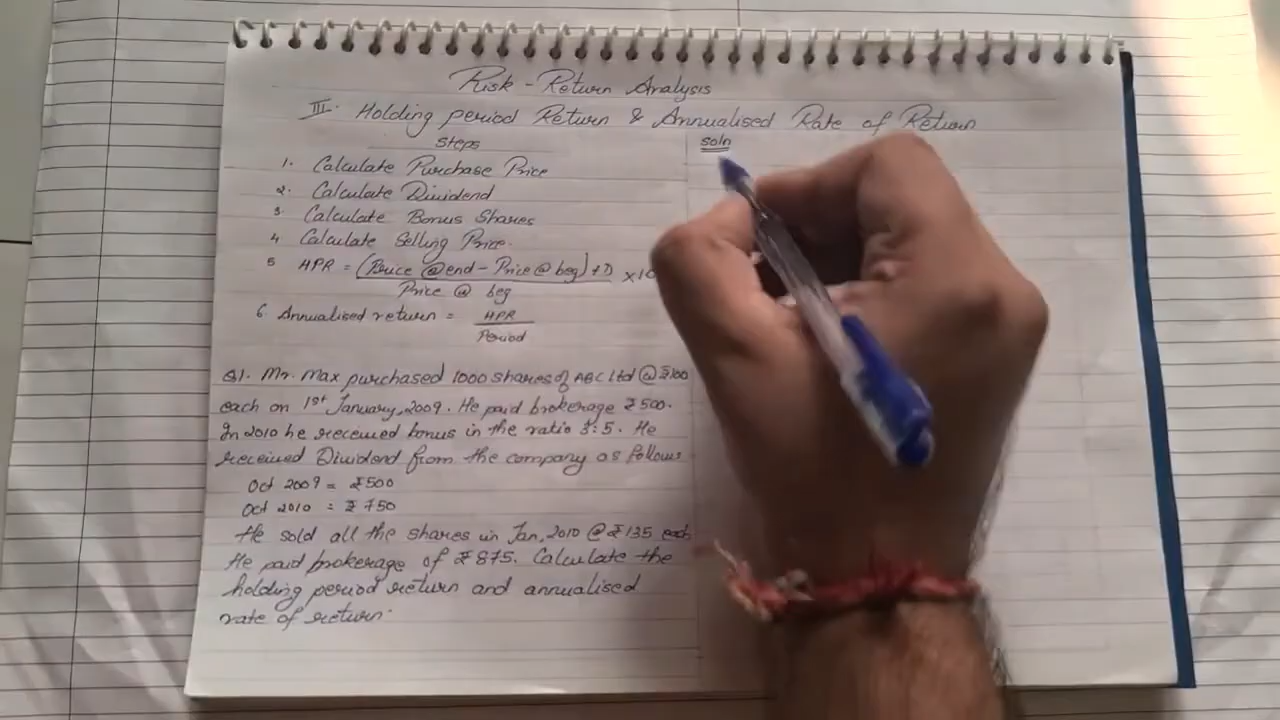 Risk - Return Analysis
III. Holding period Return & Annualised Rate of Return
Steps
1. Calculate Purchase Price
2. Calculate Dividend
3 Calculate Bonus Shares
4 Calculate Selling Price.
5 HPR = (Price @ end - Price @ beg) + D × 10
Price @ beg
6. Annualised return = HPR
Period
Q1. Mr. Max purchased 1000 shares of ABC Ltd @ ₹100
each on 1st January, 2009. He paid brokerage ₹500.
In 2010 he received bonus in the ratio 3:5. He
received Dividend from the company as follows
Oct 2009 = ₹500
Oct 2010 = ₹750
He sold all the shares in Jan, 2010 @ ₹135 each
He paid brokerage of ₹875. Calculate the
holding period return and annualised
rate of return.
Soln